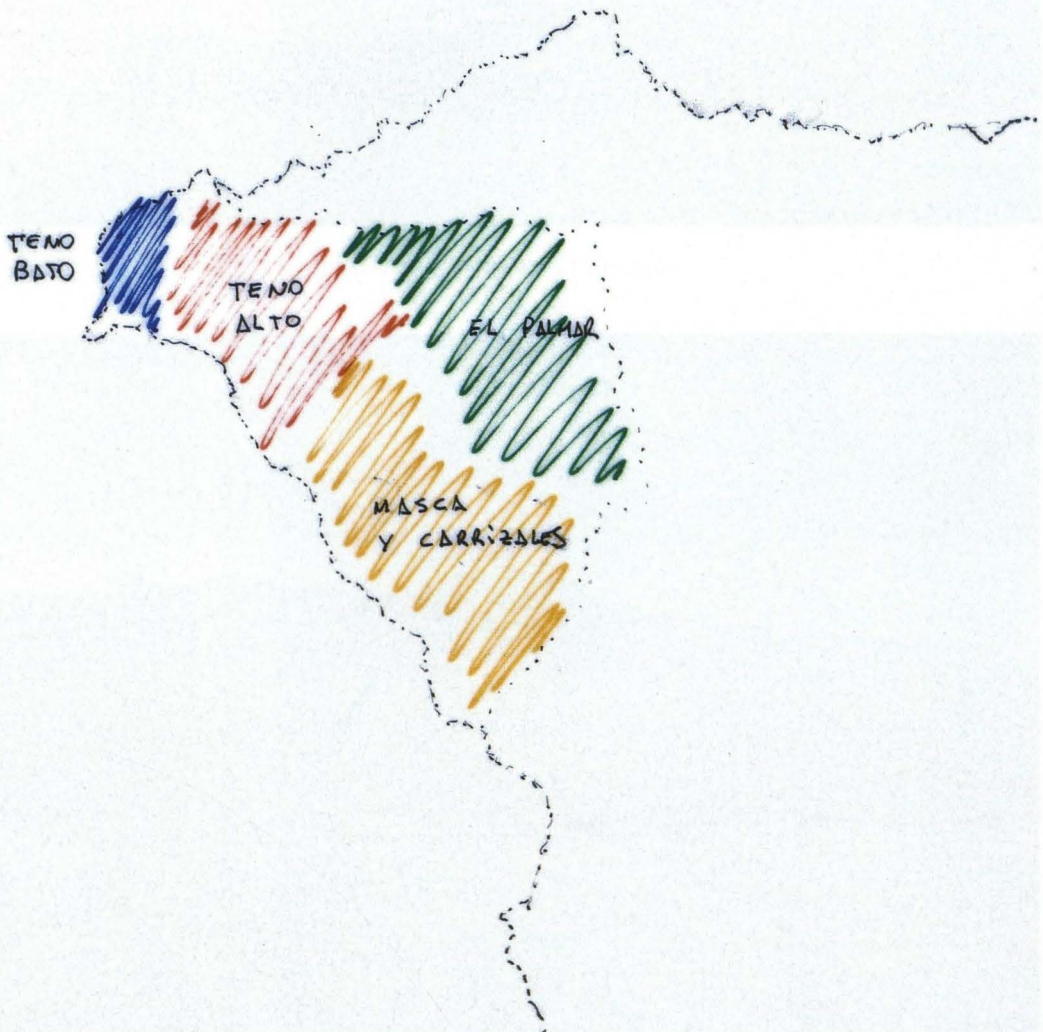 TENO
BAJO
TENO
ALTO
EL PALMAR
MASCA
Y CARRIZALES